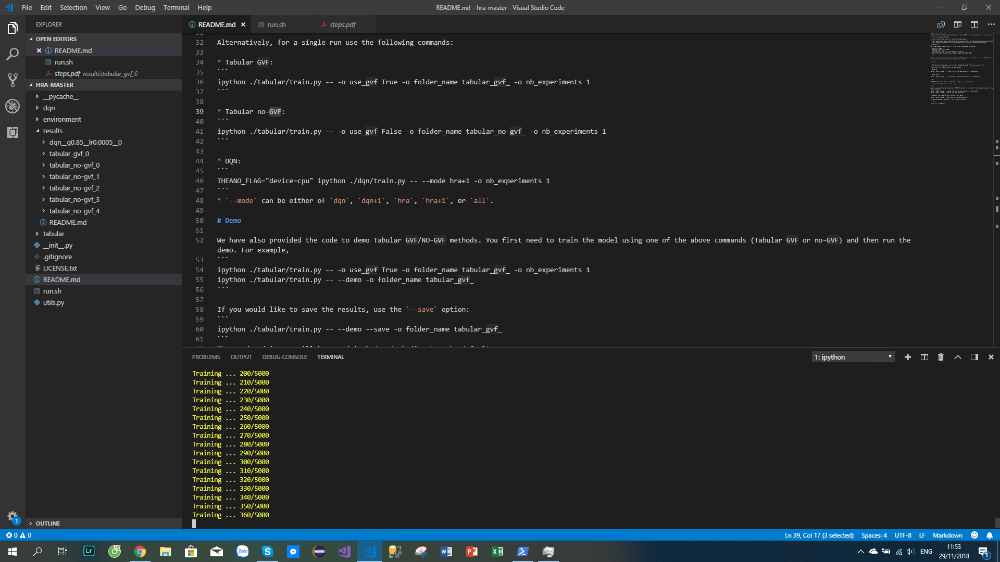 File Edit Selection View Go Debug Terminal Help
README.md - hra-master - Visual Studio Code
EXPLORER
OPEN EDITORS
README.md
run.sh
steps.pdf results\tabular_gvf_0
HRA-MASTER
__pycache__
dqn
environment
results
dqn__g0.85__lr0.0005__0
tabular_gvf_0
tabular_no-gvf_0
tabular_no-gvf_1
tabular_no-gvf_2
tabular_no-gvf_3
tabular_no-gvf_4
README.md
tabular
__init__.py
.gitignore
LICENSE.txt
README.md
run.sh
utils.py
OUTLINE
README.md run.sh steps.pdf
31
32 Alternatively, for a single run use the following commands:
33
34 * Tabular GVF:
35 ```
36 ipython ./tabular/train.py -- -o use_gvf True -o folder_name tabular_gvf_ -o nb_experiments 1
37 ```
38
39 * Tabular no-GVF:
40 ```
41 ipython ./tabular/train.py -- -o use_gvf False -o folder_name tabular_no-gvf_ -o nb_experiments 1
42 ```
43
44 * DQN:
45 ```
46 THEANO_FLAG="device=cpu" ipython ./dqn/train.py -- --mode hra+1 -o nb_experiments 1
47 ```
48 * `--mode` can be either of `dqn`, `dqn+1`, `hra`, `hra+1`, or `all`.
49
50 # Demo
51
52 We have also provided the code to demo Tabular GVF/NO-GVF methods. You first need to train the model using one of the above commands (Tabular GVF or no-GVF) and then run the
demo. For example,
53 ```
54 ipython ./tabular/train.py -- -o use_gvf True -o folder_name tabular_gvf_ -o nb_experiments 1
55 ipython ./tabular/train.py -- --demo -o folder_name tabular_gvf_
56 ```
57
58 If you would like to save the results, use the `--save` option:
59 ```
60 ipython ./tabular/train.py -- --demo --save -o folder_name tabular_gvf_
61 ```
PROBLEMS OUTPUT DEBUG CONSOLE TERMINAL
1: ipython
Training ... 200/5000
Training ... 210/5000
Training ... 220/5000
Training ... 230/5000
Training ... 240/5000
Training ... 250/5000
Training ... 260/5000
Training ... 270/5000
Training ... 280/5000
Training ... 290/5000
Training ... 300/5000
Training ... 310/5000
Training ... 320/5000
Training ... 330/5000
Training ... 340/5000
Training ... 350/5000
Training ... 360/5000
1
0 0
Ln 39, Col 17 (3 selected) Spaces: 4 UTF-8 LF Markdown
Lr
Zalo
ENG
11:53
29/11/2018
1